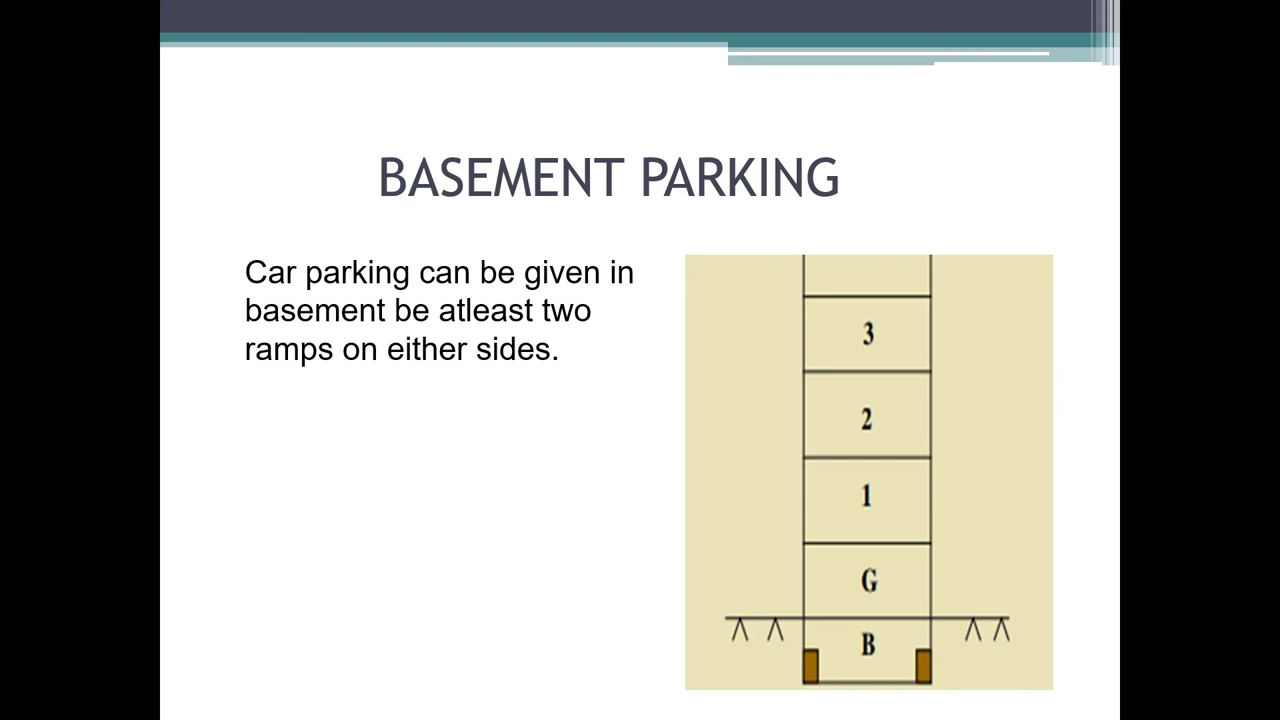 BASEMENT PARKING
Car parking can be given in
basement be atleast two
ramps on either sides.
3
2
1
G
B